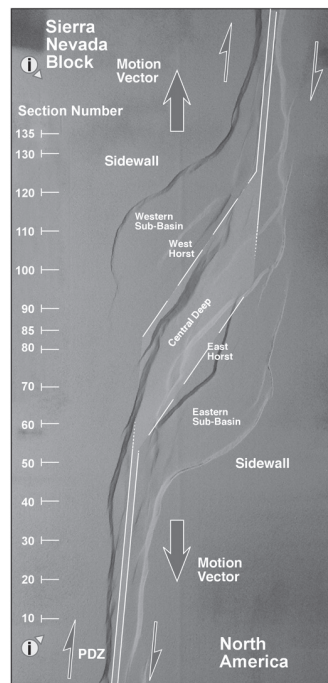 Sierra
Nevada
Block
i
Motion
Vector
Section Number
135
130
Sidewall
120
Western
Sub-Basin
West
Horst
110
100
90
Central Deep
85
80
East
Horst
70
Eastern
Sub-Basin
60
Sidewall
50
40
30
Motion
Vector
20
10
i
PDZ
North
America